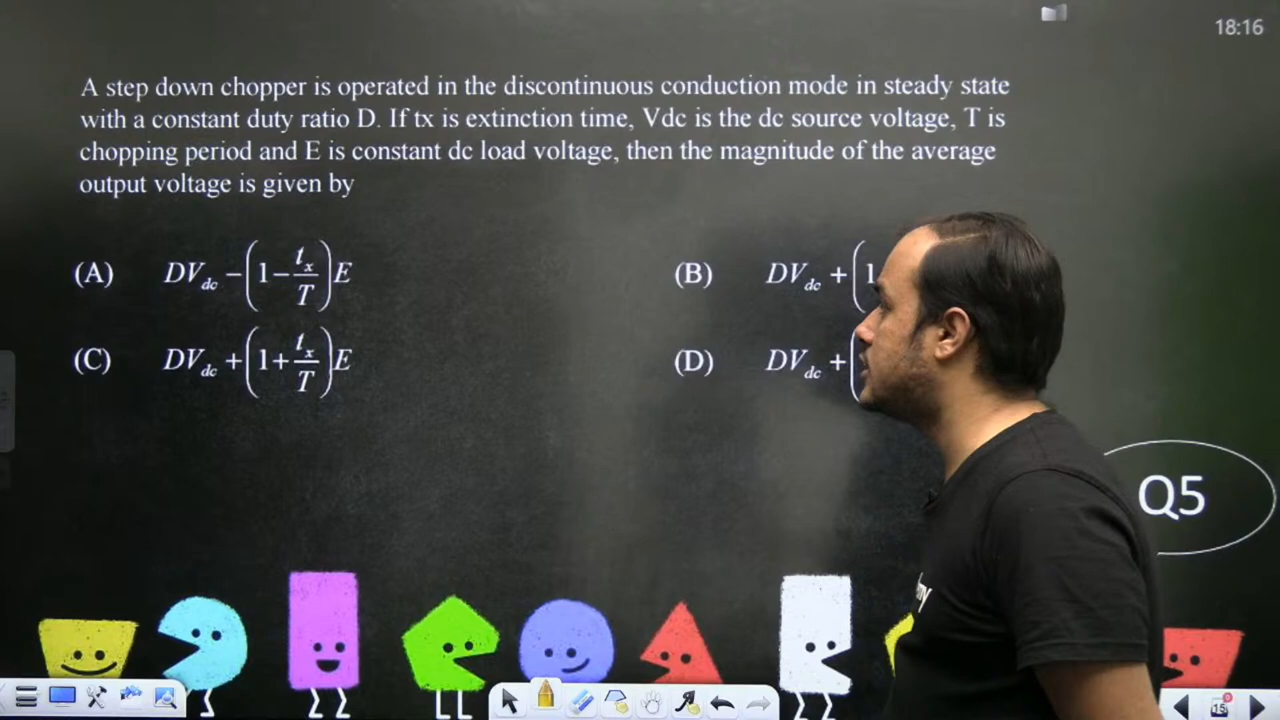 18:16
A step down chopper is operated in the discontinuous conduction mode in steady state
with a constant duty ratio D. If tx is extinction time, Vdc is the dc source voltage, T is
chopping period and E is constant dc load voltage, then the magnitude of the average
output voltage is given by
(A) DV_dc − (1 − t_x/T) E
(B) DV_dc + (1
(C) DV_dc + (1 + t_x/T) E
(D) DV_dc + (
Q5
15